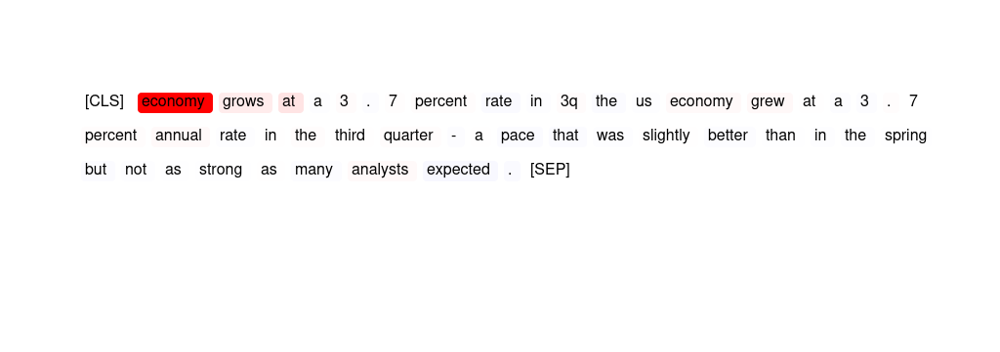 [CLS] economy grows at a 3 . 7 percent rate in 3q the us economy grew at a 3 . 7
percent annual rate in the third quarter - a pace that was slightly better than in the spring
but not as strong as many analysts expected . [SEP]